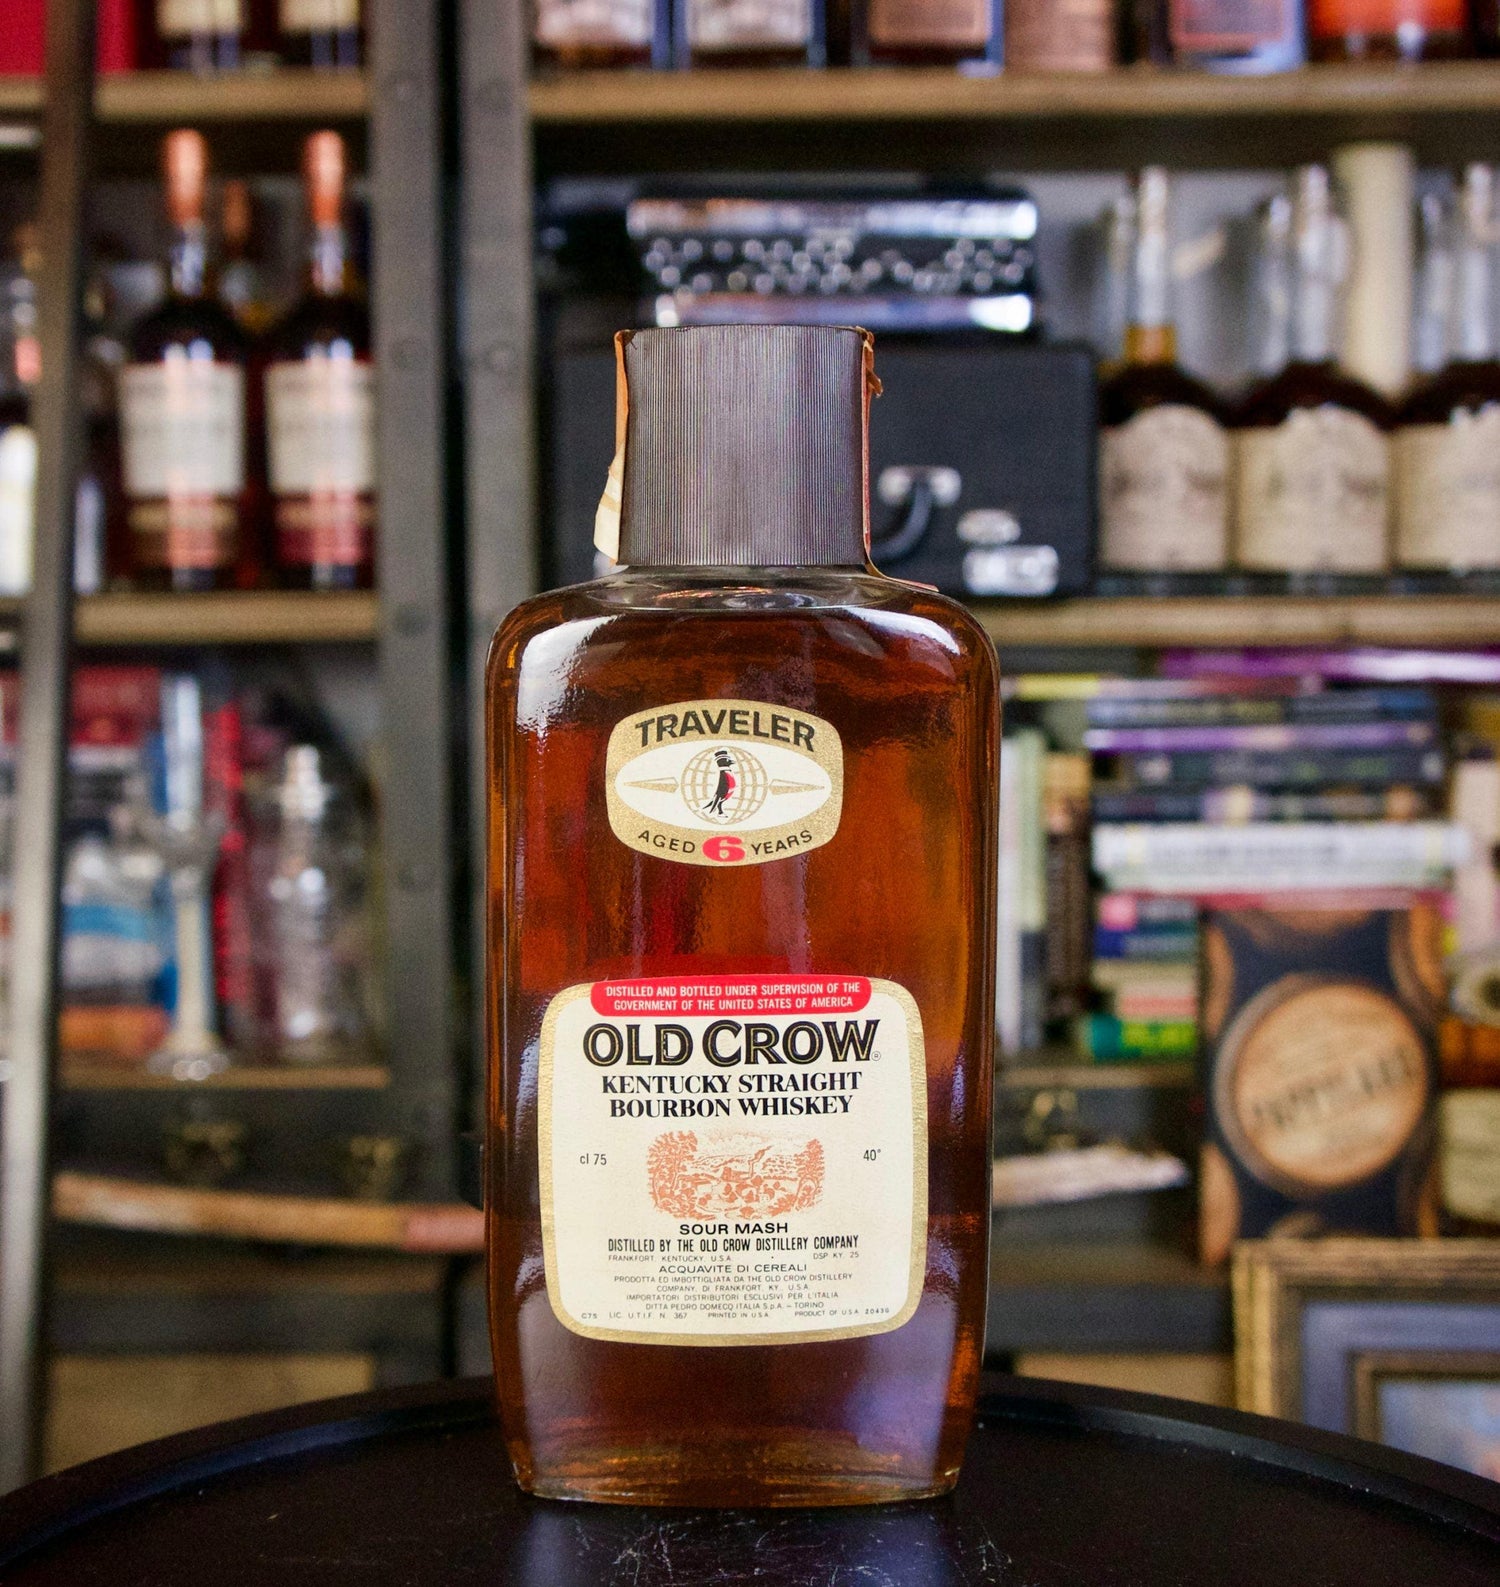 TRAVELER
AGED 6 YEARS
DISTILLED AND BOTTLED UNDER SUPERVISION OF THE
GOVERNMENT OF THE UNITED STATES OF AMERICA
OLD CROW®
KENTUCKY STRAIGHT
BOURBON WHISKEY
cl 75 40°
SOUR MASH
DISTILLED BY THE OLD CROW DISTILLERY COMPANY
FRANKFORT, KENTUCKY, U.S.A. DSP KY. 25
ACQUAVITE DI CEREALI
PRODOTTA ED IMBOTTIGLIATA DA THE OLD CROW DISTILLERY
COMPANY, DI FRANKFORT, KY., U.S.A.
IMPORTATORI DISTRIBUTORI ESCLUSIVI PER L'ITALIA
DITTA PEDRO DOMECQ ITALIA S.p.A. – TORINO
C75 LIC. U.T.I.F. N. 367 PRINTED IN U.S.A. PRODUCT OF U.S.A. 20430